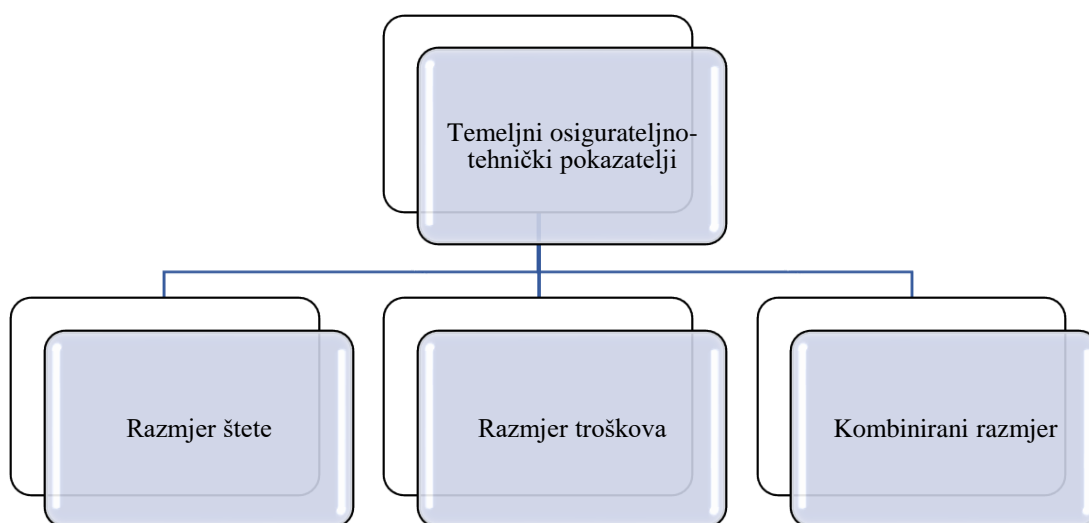 Temeljni osigurateljno-
tehnički pokazatelji
Razmjer štete
Razmjer troškova
Kombinirani razmjer